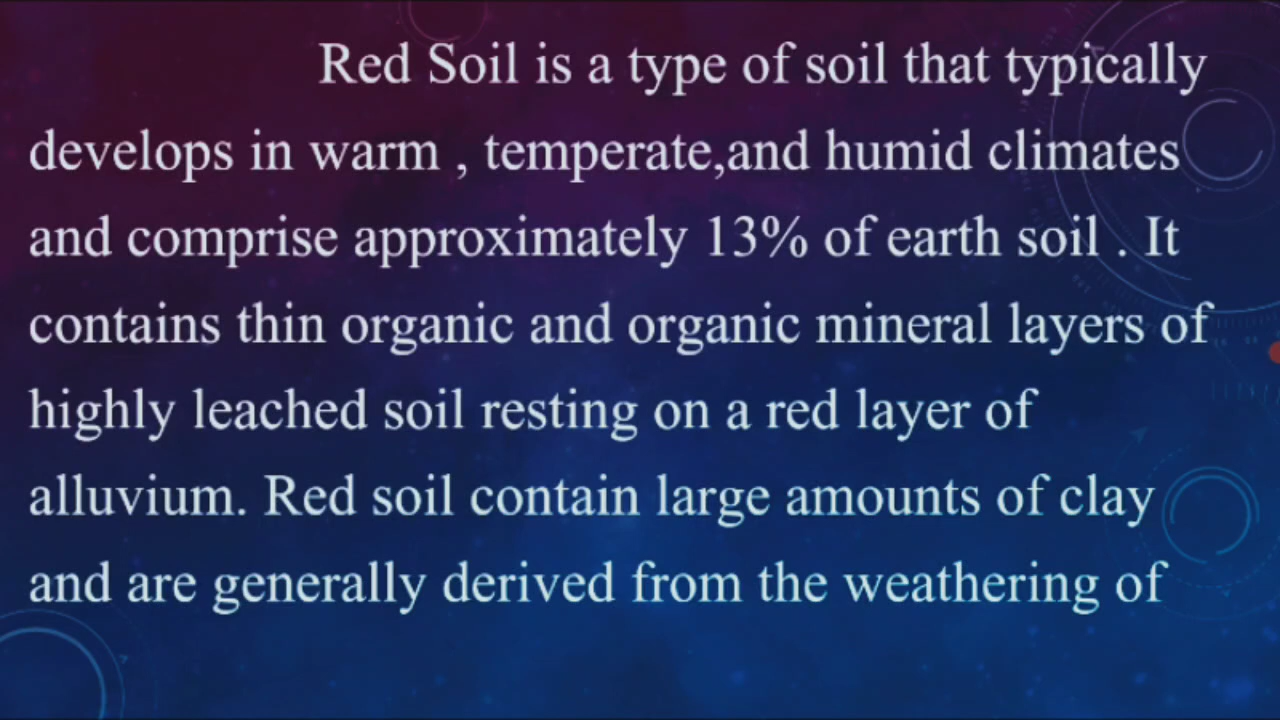 Red Soil is a type of soil that typically
develops in warm , temperate,and humid climates
and comprise approximately 13% of earth soil . It
contains thin organic and organic mineral layers of
highly leached soil resting on a red layer of
alluvium. Red soil contain large amounts of clay
and are generally derived from the weathering of